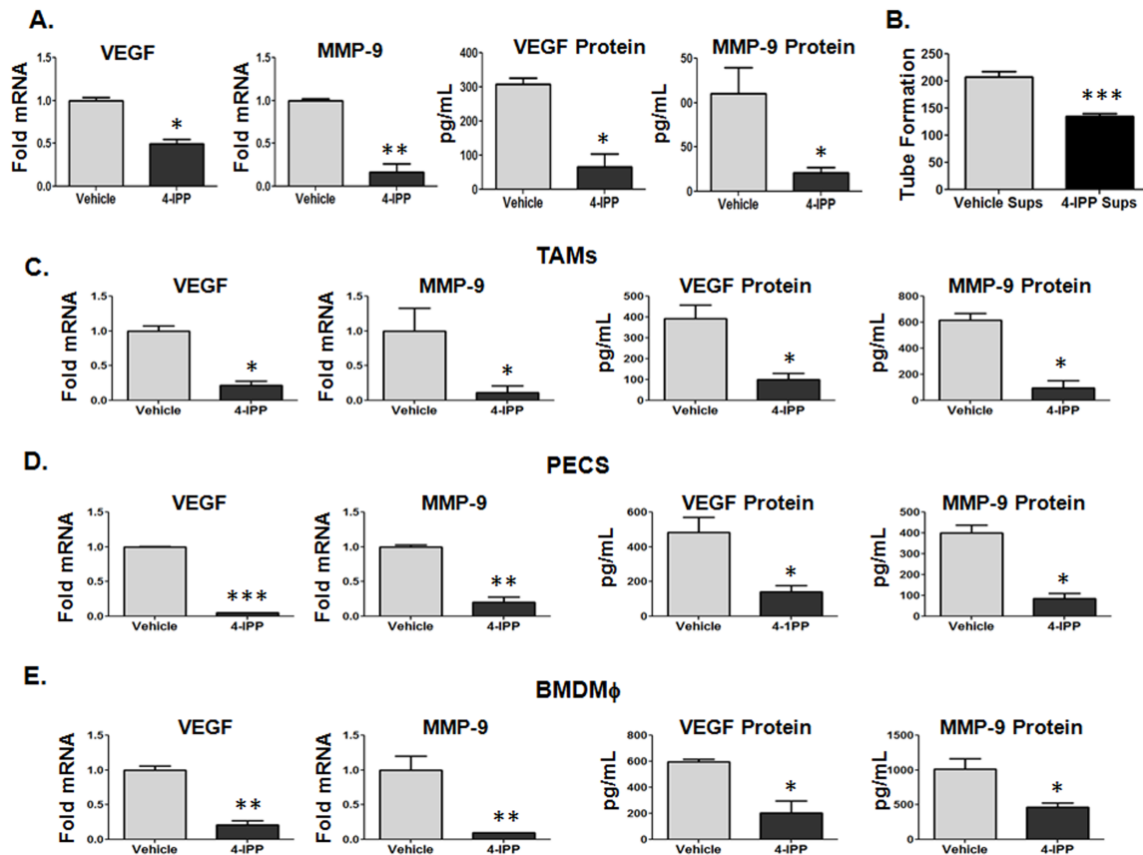 A.
VEGF
Fold mRNA
1.5
1.0
0.5
0.0
*
Vehicle 4-IPP
MMP-9
Fold mRNA
1.5
1.0
0.5
0.0
**
Vehicle 4-IPP
VEGF Protein
pg/mL
400
300
200
100
0
*
Vehicle 4-IPP
MMP-9 Protein
pg/mL
50
00
50
0
*
Vehicle 4-IPP
B.
Tube Formation
250
200
150
100
50
0
***
Vehicle Sups 4-IPP Sups
C.
TAMs
VEGF
Fold mRNA
1.5
1.0
0.5
0.0
*
Vehicle 4-IPP
MMP-9
Fold mRNA
1.5
1.0
0.5
0.0
*
Vehicle 4-IPP
VEGF Protein
pg/mL
500
400
300
200
100
0
*
Vehicle 4-IPP
MMP-9 Protein
pg/mL
800
600
400
200
0
*
Vehicle 4-IPP
D.
PECS
VEGF
Fold mRNA
1.5
1.0
0.5
0.0
***
Vehicle 4-IPP
MMP-9
Fold mRNA
1.5
1.0
0.5
0.0
**
Vehicle 4-IPP
VEGF Protein
pg/mL
600
400
200
0
*
Vehicle 4-1PP
MMP-9 Protein
pg/mL
500
400
300
200
100
0
*
Vehicle 4-IPP
E.
BMDMϕ
VEGF
Fold mRNA
1.5
1.0
0.5
0.0
**
Vehicle 4-IPP
MMP-9
Fold mRNA
1.5
1.0
0.5
0.0
**
Vehicle 4-IPP
VEGF Protein
pg/mL
800
600
400
200
0
*
Vehicle 4-IPP
MMP-9 Protein
pg/mL
1500
1000
500
0
*
Vehicle 4-IPP